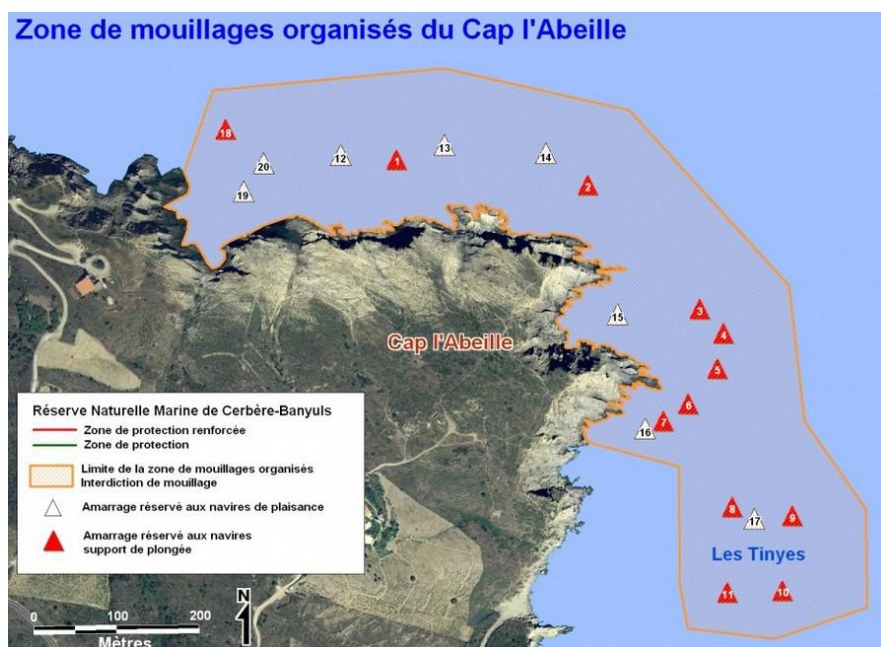 Zone de mouillages organisés du Cap l'Abeille
18
20
19
12
1
13
14
2
15
3
4
5
6
7
16
Cap l'Abeille
8
17
9
Les Tinyes
11
10
Réserve Naturelle Marine de Cerbère-Banyuls
Zone de protection renforcée
Zone de protection
Limite de la zone de mouillages organisés
Interdiction de mouillage
Amarrage réservé aux navires de plaisance
Amarrage réservé aux navires
support de plongée
N
0 100 200
Mètres